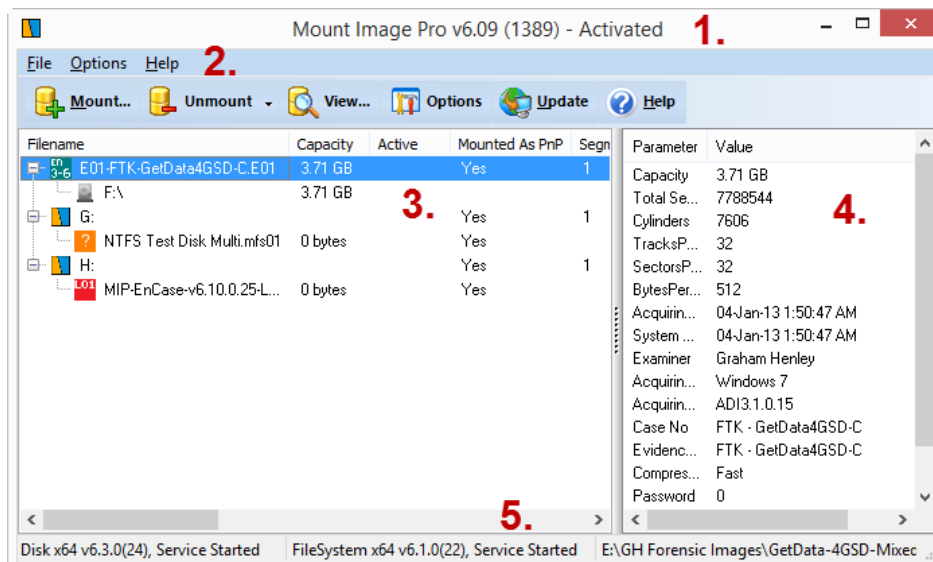 Mount Image Pro v6.09 (1389) - Activated 1.
File Options Help 2.
Mount... Unmount View... Options Update Help
Filename Capacity Active Mounted As PnP Segn
En 3-6 E01-FTK-GetData4GSD-C.E01 3.71 GB Yes 1
F:\ 3.71 GB 3.
G: Yes 1
? NTFS Test Disk Multi.mfs01 0 bytes Yes
H: Yes 1
L01 MIP-EnCase-v6.10.0.25-L... 0 bytes Yes
Parameter Value
Capacity 3.71 GB
Total Se... 7788544
4.
Cylinders 7606
TracksP... 32
SectorsP... 32
BytesPer... 512
Acquirin... 04-Jan-13 1:50:47 AM
System ... 04-Jan-13 1:50:47 AM
Examiner Graham Henley
Acquirin... Windows 7
Acquirin... ADI3.1.0.15
Case No FTK - GetData4GSD-C
Evidenc... FTK - GetData4GSD-C
Compres... Fast
Password 0
5.
Disk x64 v6.3.0(24), Service Started FileSystem x64 v6.1.0(22), Service Started E:\GH Forensic Images\GetData-4GSD-Mixec